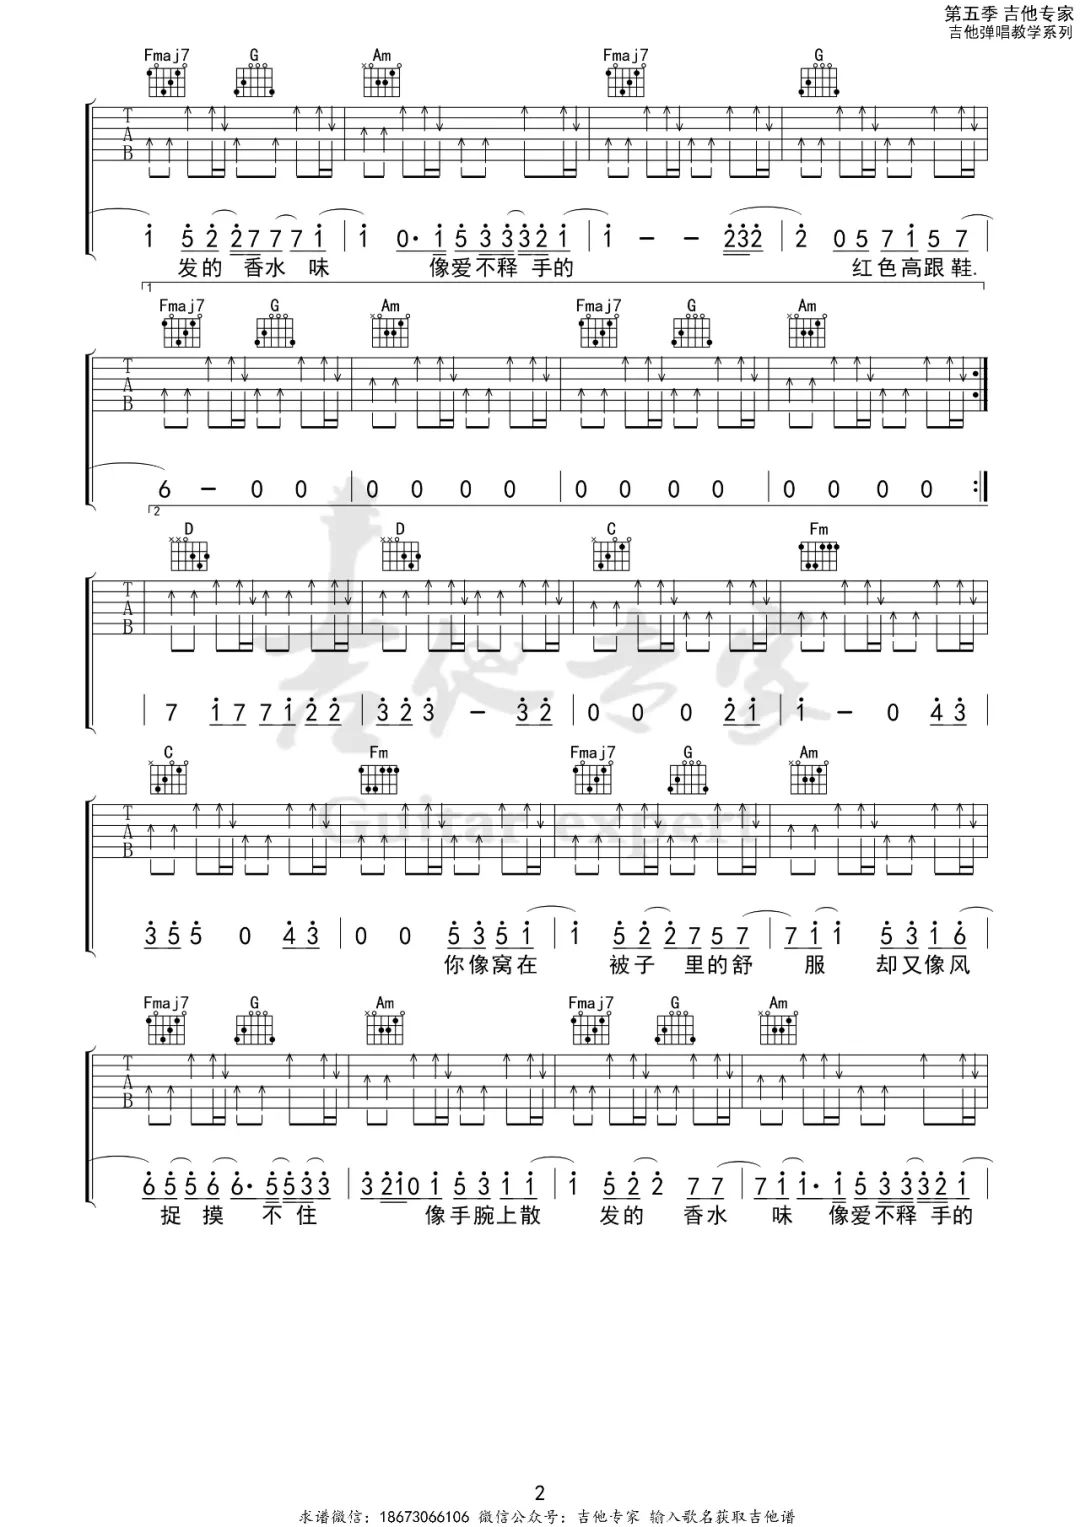 第五季 吉他专家
吉他弹唱教学系列
Fmaj7 G Am Fmaj7 G
T
A
B
1 5 2 2 7 7 7 1 | 1 0· 1 5 3 3 3 2 1 | 1 - - 2 3 2 | 2 0 5 7 1 5 7 |
发的 香水 味 像爱不释 手的 红色高跟鞋.
1
Fmaj7 G Am Fmaj7 G Am
T
A
B
6 - 0 0 | 0 0 0 0 | 0 0 0 0 | 0 0 0 0 :|
2
D D C Fm
T
A
B
| 7 1 7 7 1 2 2 | 3 2 3 - 3 2 | 0 0 0 2 1 | 1 - 0 4 3 |
C Fm Fmaj7 G Am
T
A
B
3 5 5 0 4 3 | 0 0 5 3 5 1 | 1 5 2 2 7 5 7 | 7 1 1 5 3 1 6 |
你像窝在 被子 里的舒 服 却又像风
Fmaj7 G Am Fmaj7 G Am
T
A
B
6 5 5 6 6· 5 5 3 3 | 3 2 1 0 1 5 3 1 1 | 1 5 2 2 7 7 | 7 1 1· 1 5 3 3 3 2 1
捉 摸 不 住 像手腕上散 发的 香水 味 像爱不释 手的
吉他专家
Guitar expert
2
求谱微信：18673066106 微信公众号：吉他专家 输入歌名获取吉他谱